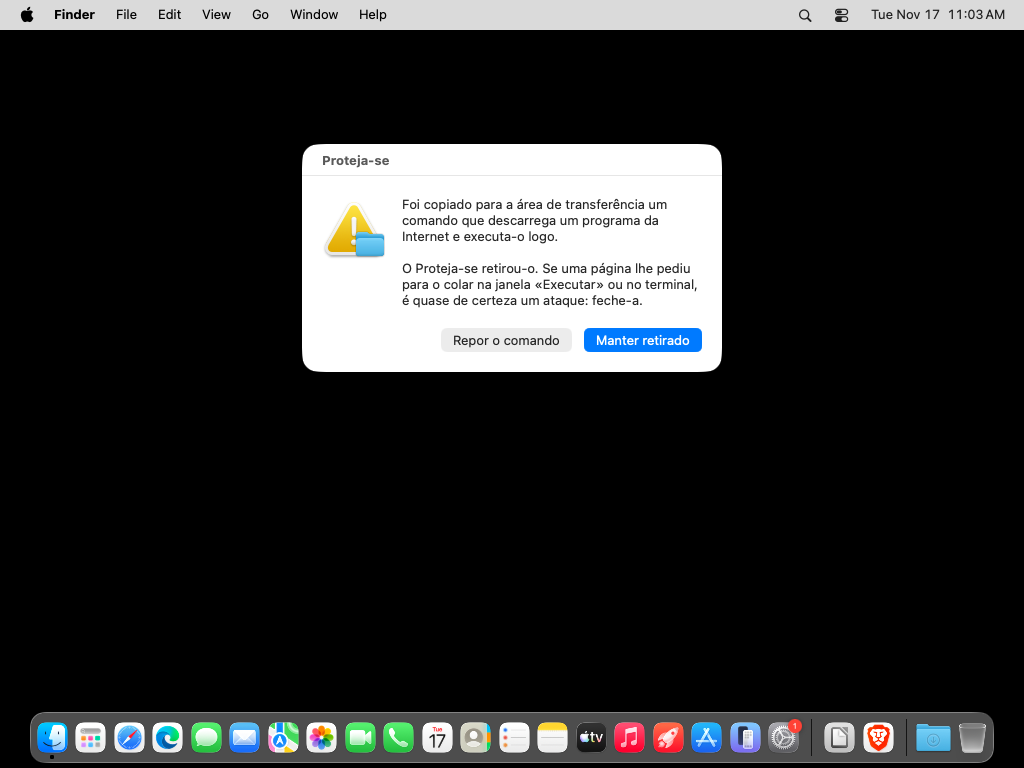 Finder File Edit View Go Window Help Tue Nov 17 11:03 AM
Proteja-se
Foi copiado para a área de transferência um
comando que descarrega um programa da
Internet e executa-o logo.
O Proteja-se retirou-o. Se uma página lhe pediu
para o colar na janela «Executar» ou no terminal,
é quase de certeza um ataque: feche-a.
Repor o comando Manter retirado
Tue
17
tv
1